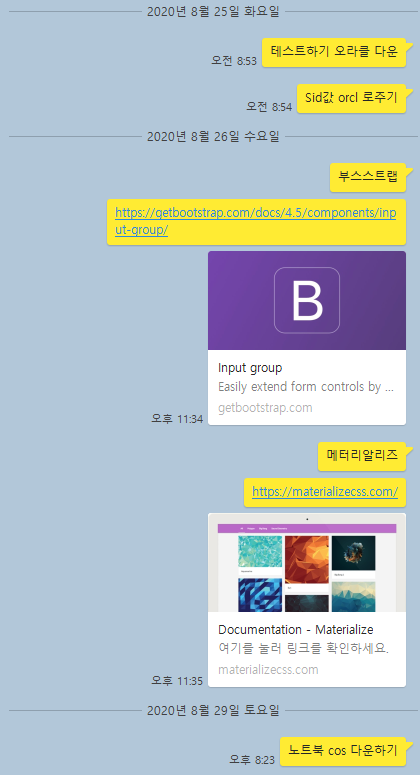 2020년 8월 25일 화요일
테스트하기 오라클 다운
오전 8:53
Sid값 orcl 로주기
오전 8:54
2020년 8월 26일 수요일
부스스트랩
https://getbootstrap.com/docs/4.5/components/inp
ut-group/
B
Input group
Easily extend form controls by ...
getbootstrap.com
오후 11:34
메터리알리즈
https://materializecss.com/
Documentation - Materialize
여기를 눌러 링크를 확인하세요.
materializecss.com
오후 11:35
2020년 8월 29일 토요일
노트북 cos 다운하기
오후 8:23